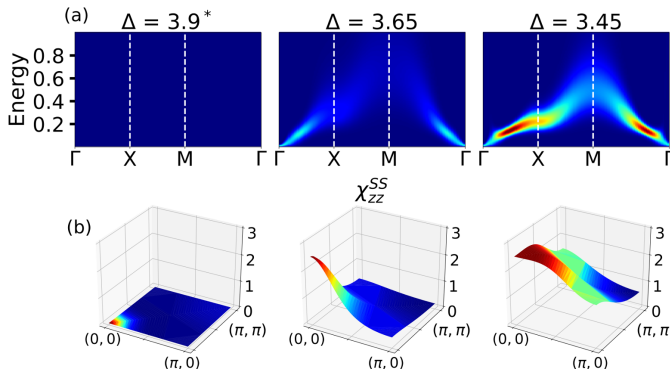 (a)
Δ = 3.9* Δ = 3.65 Δ = 3.45
Energy
0.8
0.6
0.4
0.2
Γ X M Γ Γ X M Γ Γ X M Γ
χ_zz^SS
(b)
3 3 3
2 2 2
1 1 1
0 0 0
(0, 0) (π, π) (0, 0) (π, π) (0, 0) (π, π
(π, 0) (π, 0) (π, 0)